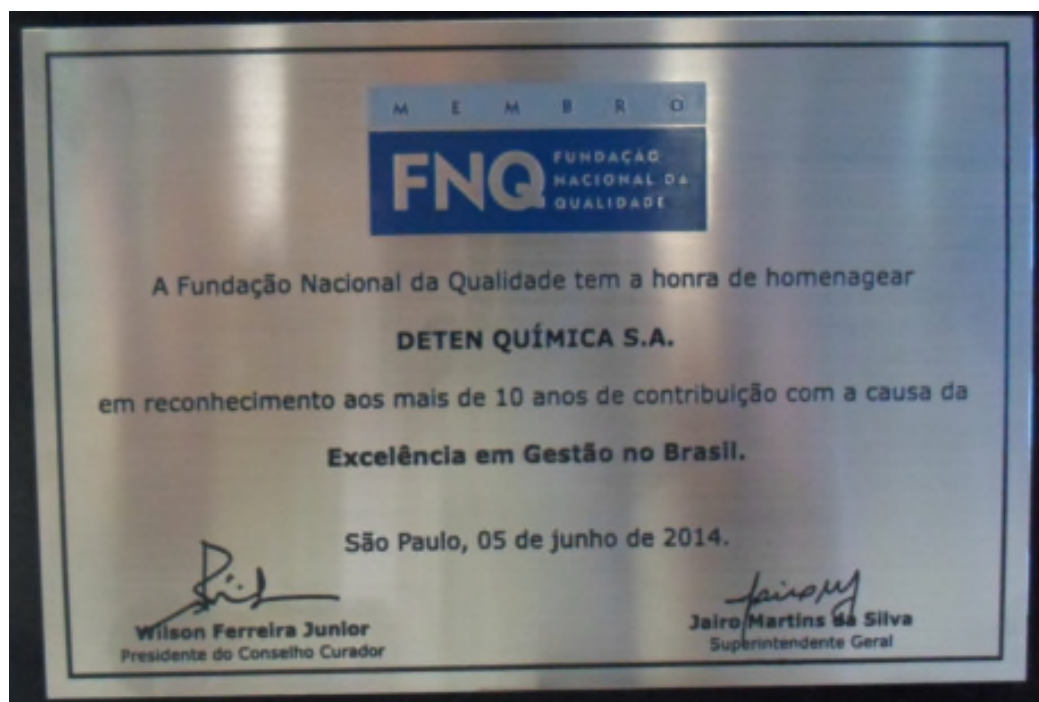 MEMBRO
FNQ
FUNDAÇÃO
NACIONAL DA
QUALIDADE
A Fundação Nacional da Qualidade tem a honra de homenagear
DETEN QUÍMICA S.A.
em reconhecimento aos mais de 10 anos de contribuição com a causa da
Excelência em Gestão no Brasil.
São Paulo, 05 de junho de 2014.
Wilson Ferreira Junior
Presidente do Conselho Curador
Jairo Martins da Silva
Superintendente Geral